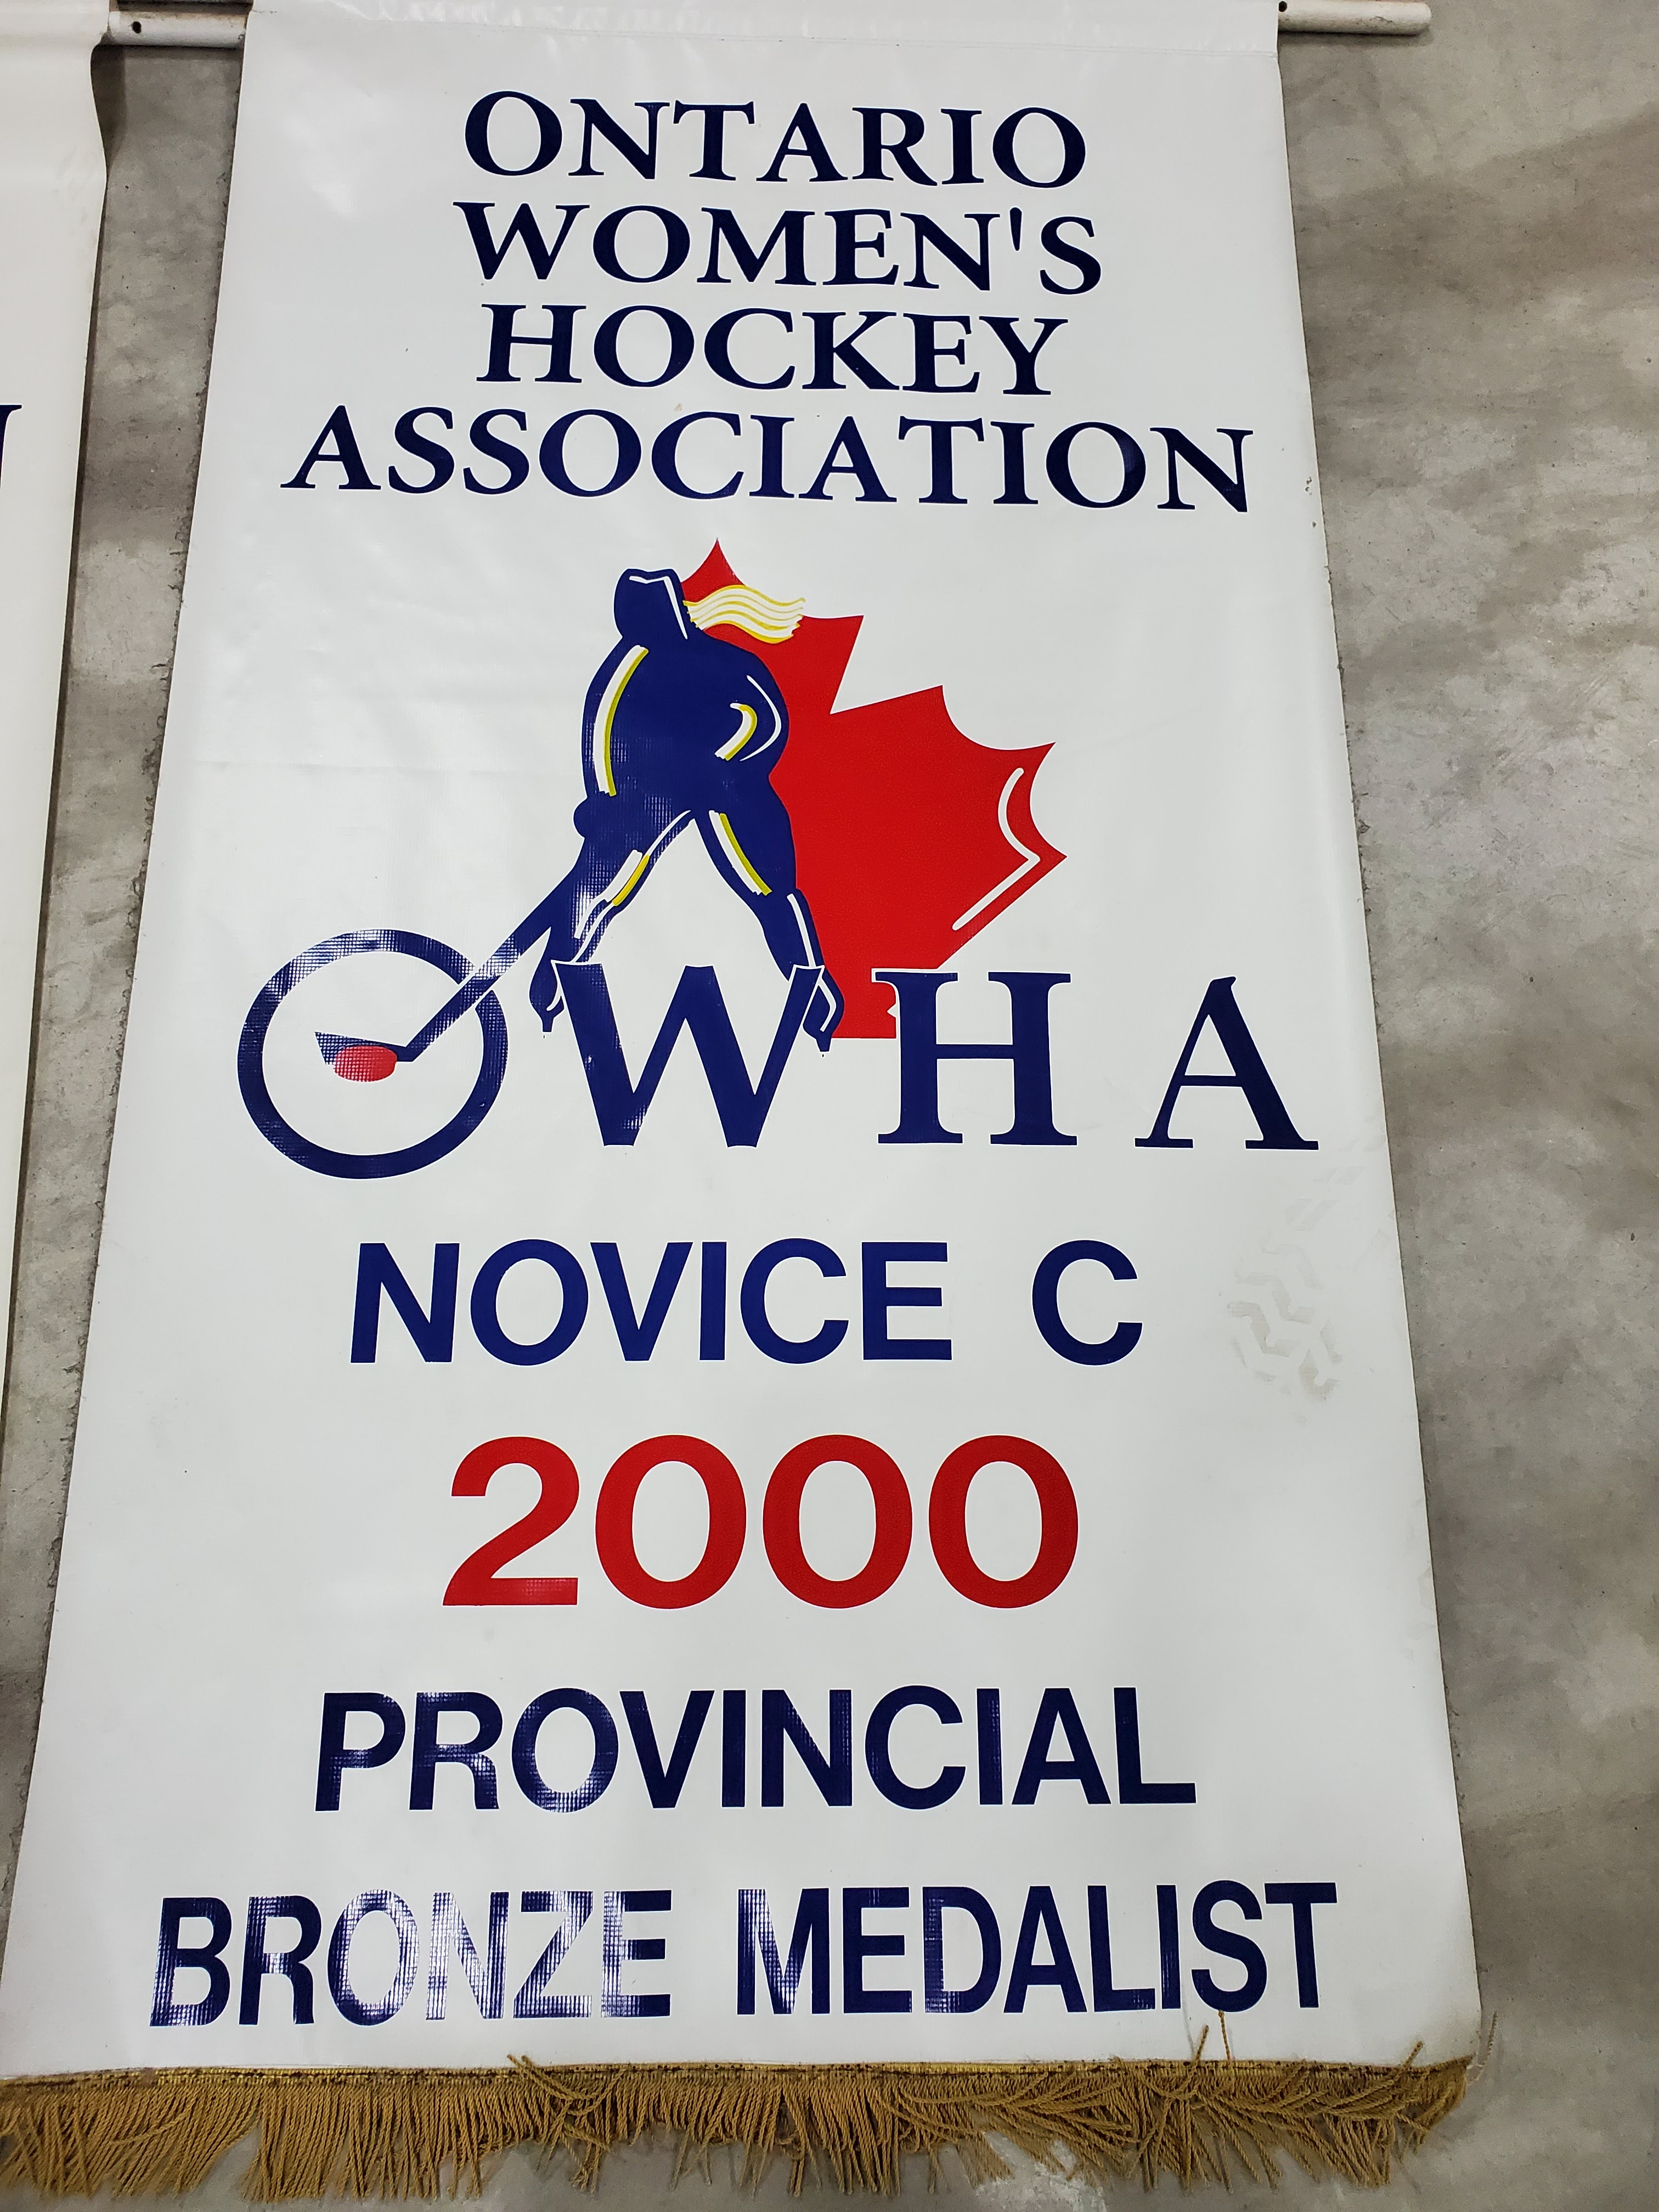 ONTARIO
WOMEN'S
HOCKEY
ASSOCIATION
OWHA
NOVICE C
2000
PROVINCIAL
BRONZE MEDALIST